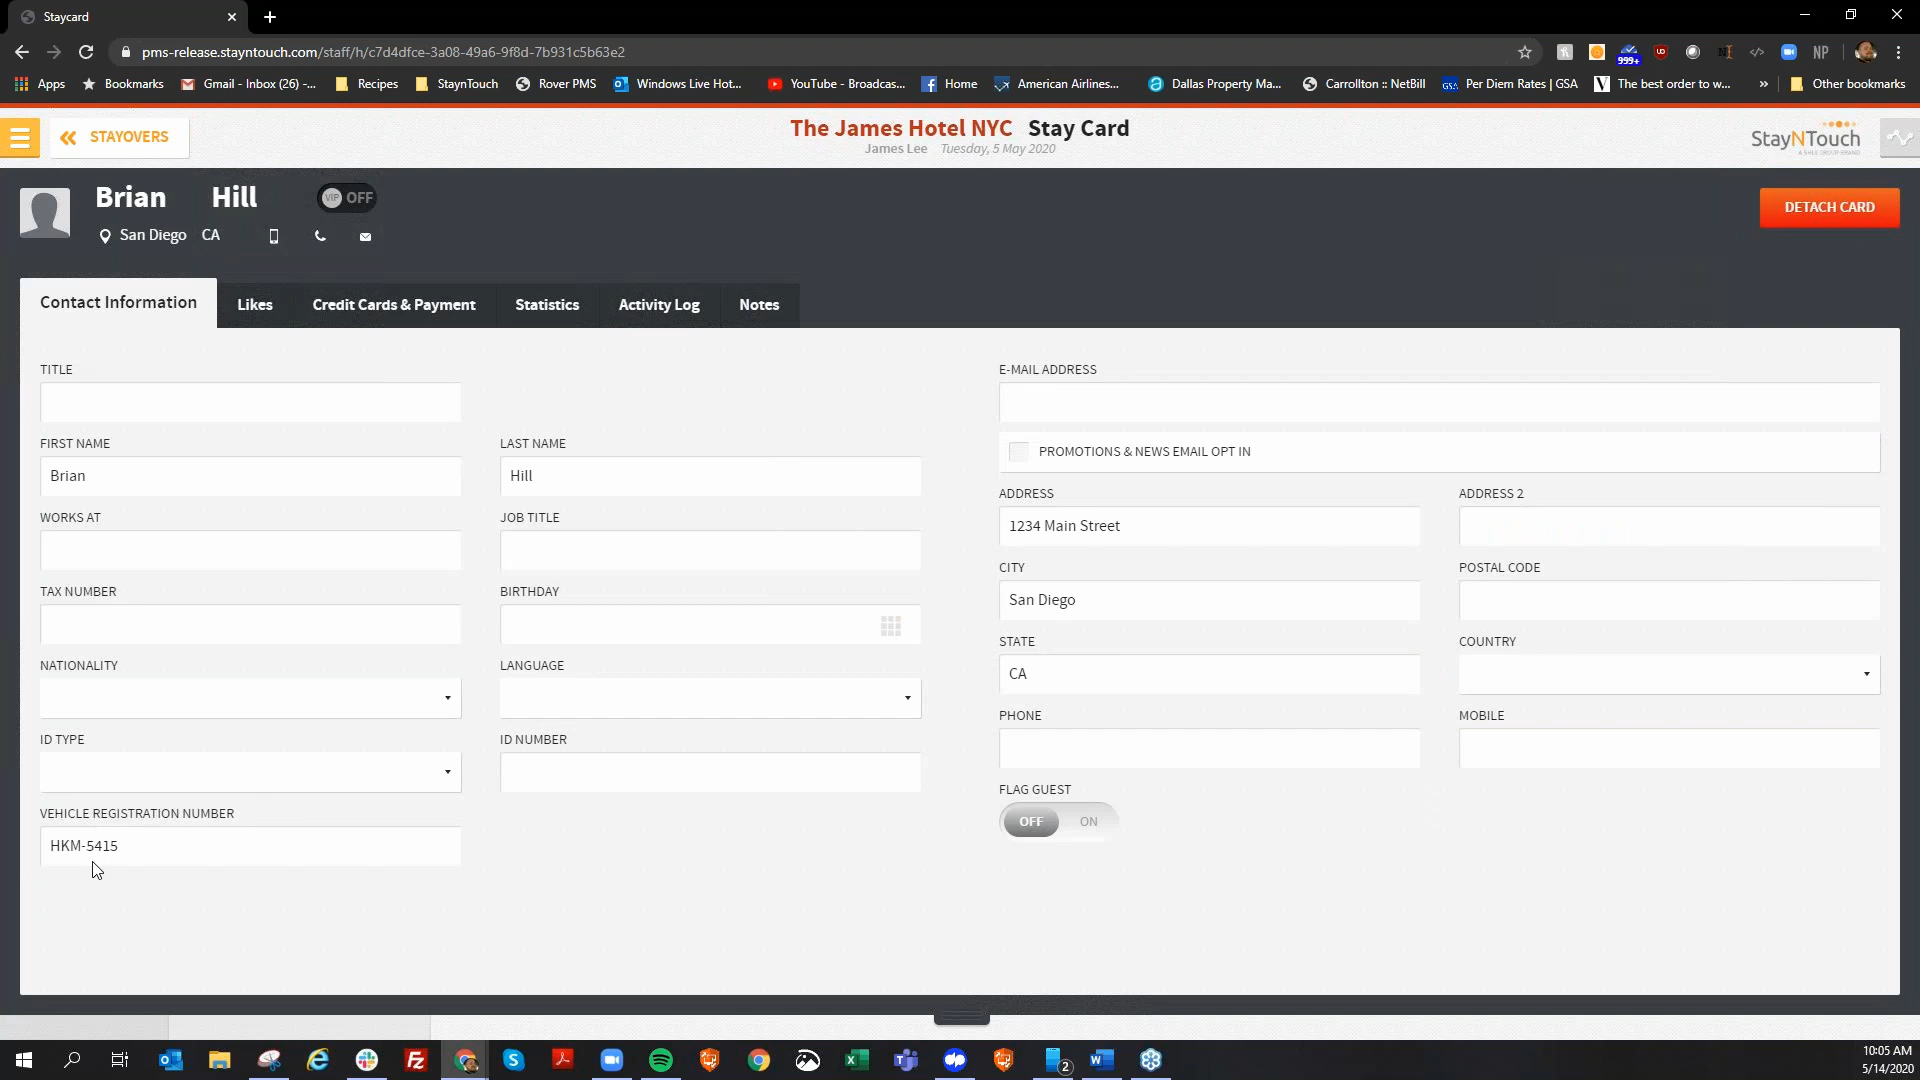 Staycard
pms-release.stayntouch.com/staff/h/c7d4dfce-3a08-49a6-9f8d-7b931c5b63e2
999+
NP
Apps
Bookmarks
Gmail - Inbox (26) -...
Recipes
StaynTouch
Rover PMS
Windows Live Hot...
YouTube - Broadcas...
Home
American Airlines...
Dallas Property Ma...
Carrollton :: NetBill
GSA
Per Diem Rates | GSA
The best order to w...
»
Other bookmarks
STAYOVERS
The James Hotel NYC Stay Card
James Lee Tuesday, 5 May 2020
StayNTouch
Brian Hill
VIP OFF
San Diego CA
DETACH CARD
Contact Information
Likes
Credit Cards & Payment
Statistics
Activity Log
Notes
TITLE
FIRST NAME
Brian
LAST NAME
Hill
WORKS AT
JOB TITLE
TAX NUMBER
BIRTHDAY
NATIONALITY
LANGUAGE
ID TYPE
ID NUMBER
VEHICLE REGISTRATION NUMBER
HKM-5415
E-MAIL ADDRESS
PROMOTIONS & NEWS EMAIL OPT IN
ADDRESS
1234 Main Street
ADDRESS 2
CITY
San Diego
POSTAL CODE
STATE
CA
COUNTRY
PHONE
MOBILE
FLAG GUEST
OFF ON
2
10:05 AM
5/14/2020